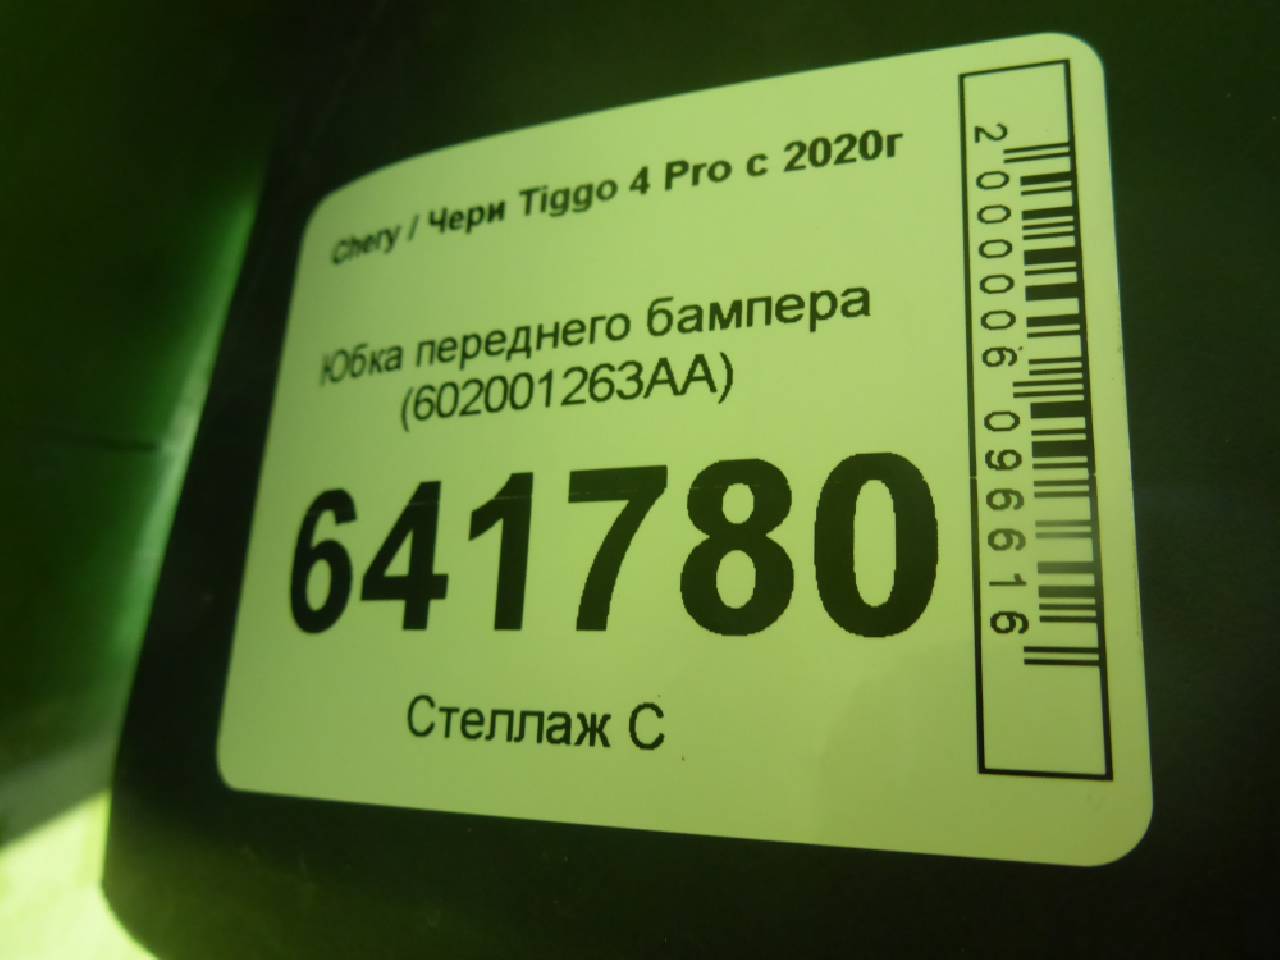 Chery / Чери Tiggo 4 Pro с 2020г
Юбка переднего бампера
(602001263AA)
641780
Стеллаж С
2000006096616